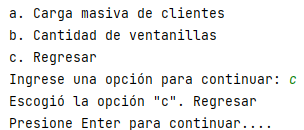 a. Carga masiva de clientes
b. Cantidad de ventanillas
c. Regresar
Ingrese una opción para continuar: c
Escogió la opción "c". Regresar
Presione Enter para continuar....